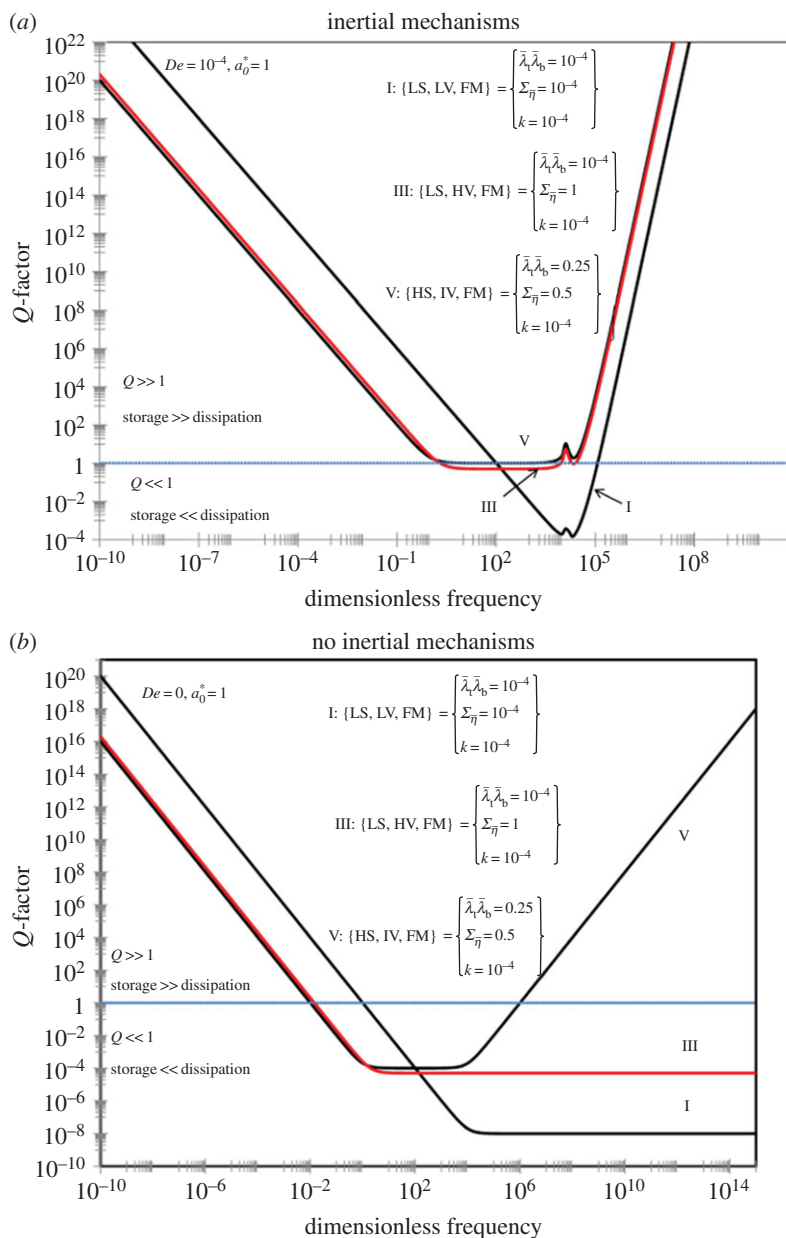 (a) inertial mechanisms
10²²
10²⁰
10¹⁸
10¹⁶
10¹⁴
10¹²
10¹⁰
10⁸
10⁶
10⁴
10²
1
10⁻²
10⁻⁴
Q-factor
De = 10⁻⁴, a₀* = 1
I: {LS, LV, FM} = { λ̄ₜλ̄_b = 10⁻⁴
Σ_η̄ = 10⁻⁴
k = 10⁻⁴ }
III: {LS, HV, FM} = { λ̄ₜλ̄_b = 10⁻⁴
Σ_η̄ = 1
k = 10⁻⁴ }
V: {HS, IV, FM} = { λ̄ₜλ̄_b = 0.25
Σ_η̄ = 0.5
k = 10⁻⁴ }
Q >> 1
storage >> dissipation
V
Q << 1
storage << dissipation
III
I
10⁻¹⁰ 10⁻⁷ 10⁻⁴ 10⁻¹ 10² 10⁵ 10⁸
dimensionless frequency
(b) no inertial mechanisms
10²⁰
10¹⁸
10¹⁶
10¹⁴
10¹²
10¹⁰
10⁸
10⁶
10⁴
10²
1
10⁻²
10⁻⁴
10⁻⁶
10⁻⁸
10⁻¹⁰
Q-factor
De = 0, a₀* = 1
I: {LS, LV, FM} = { λ̄ₜλ̄_b = 10⁻⁴
Σ_η̄ = 10⁻⁴
k = 10⁻⁴ }
III: {LS, HV, FM} = { λ̄ₜλ̄_b = 10⁻⁴
Σ_η̄ = 1
k = 10⁻⁴ }
V: {HS, IV, FM} = { λ̄ₜλ̄_b = 0.25
Σ_η̄ = 0.5
k = 10⁻⁴ }
V
Q >> 1
storage >> dissipation
Q << 1
storage << dissipation
III
I
10⁻¹⁰ 10⁻⁶ 10⁻² 10² 10⁶ 10¹⁰ 10¹⁴
dimensionless frequency